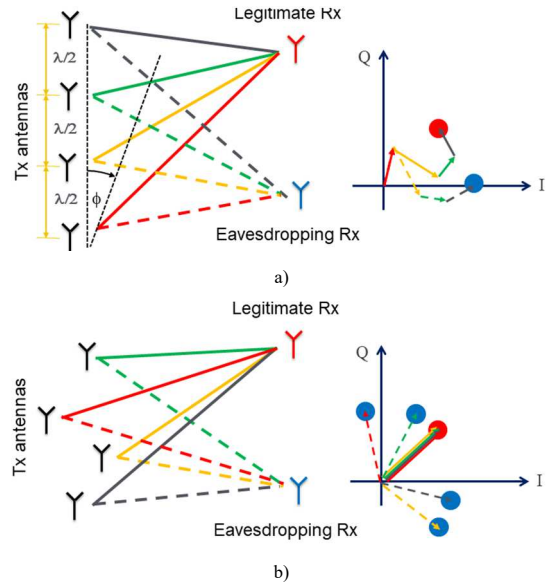 Legitimate Rx
Q
Tx antennas
λ/2
λ/2
λ/2
ϕ
I
Eavesdropping Rx
a)
Legitimate Rx
Q
Tx antennas
I
Eavesdropping Rx
b)